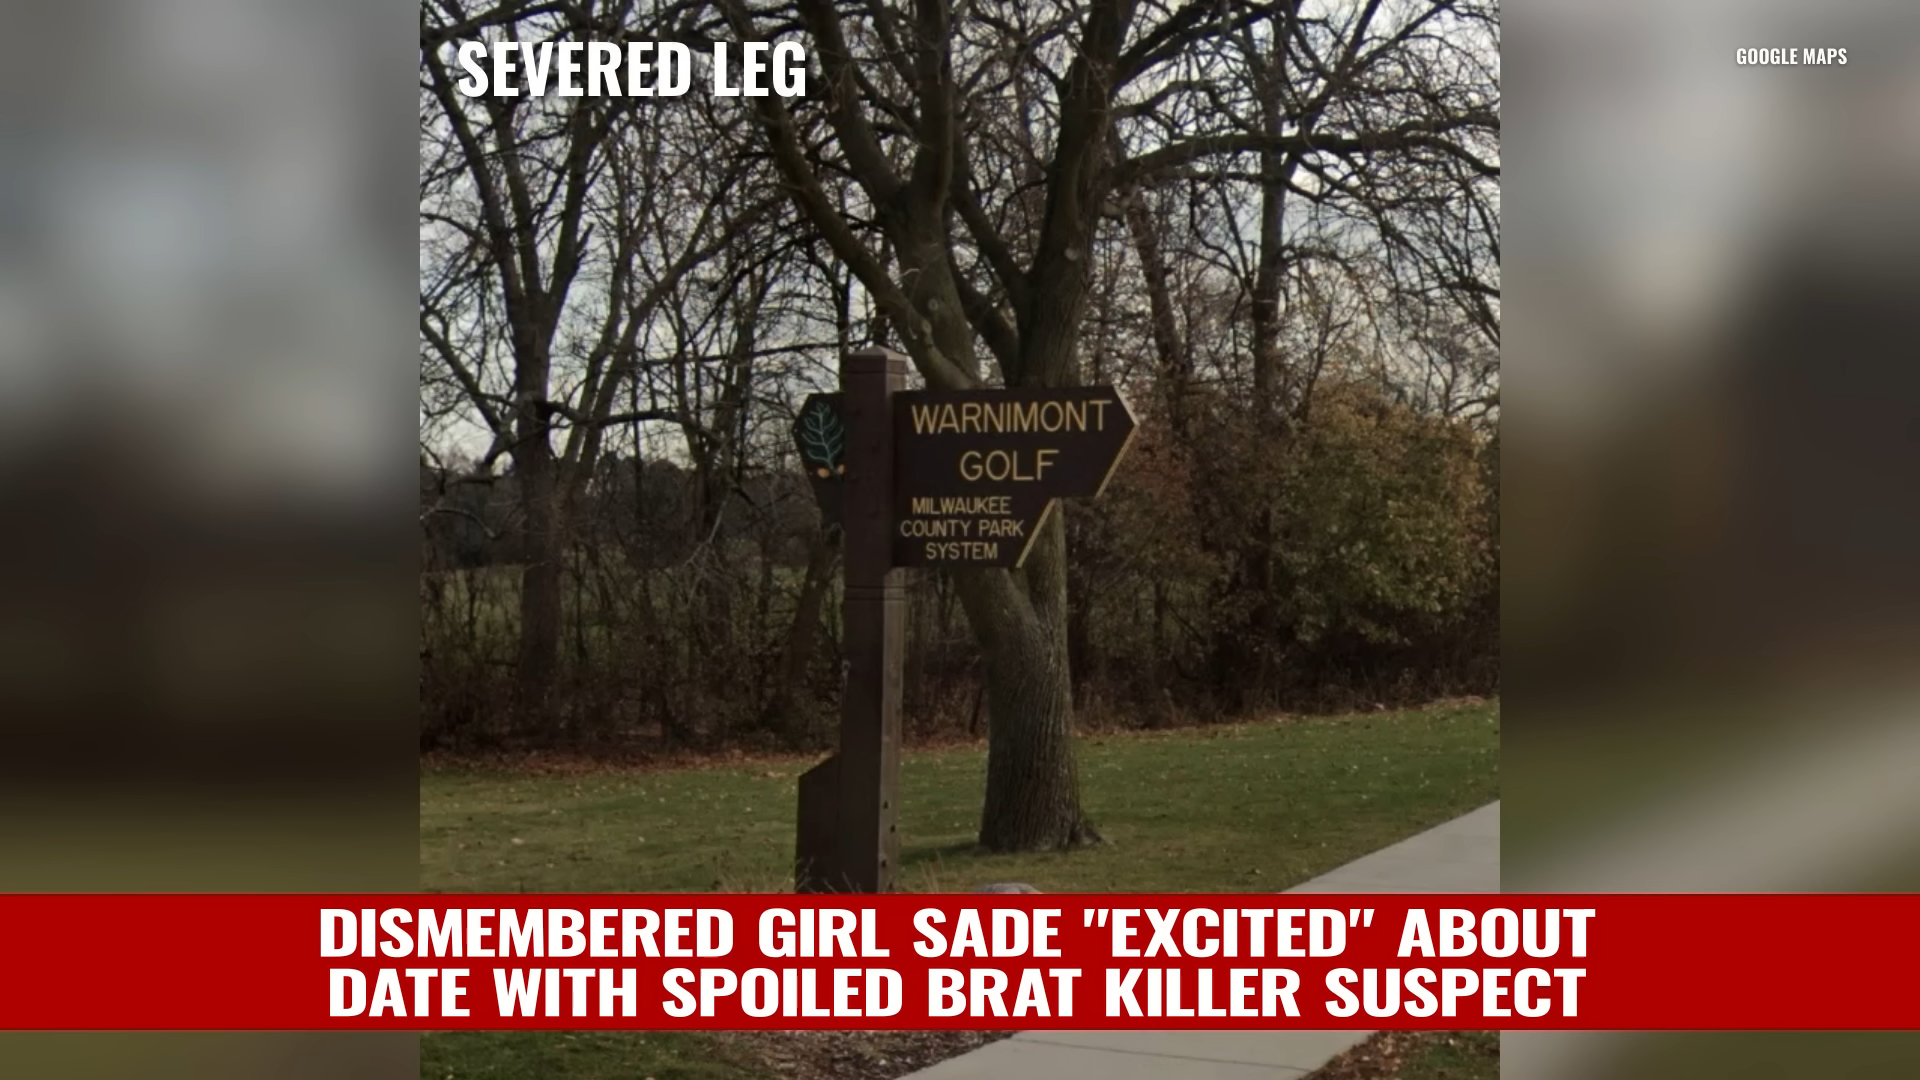 SEVERED LEG
GOOGLE MAPS
WARNIMONT
GOLF
MILWAUKEE
COUNTY PARK
SYSTEM
DISMEMBERED GIRL SADE "EXCITED" ABOUT
DATE WITH SPOILED BRAT KILLER SUSPECT